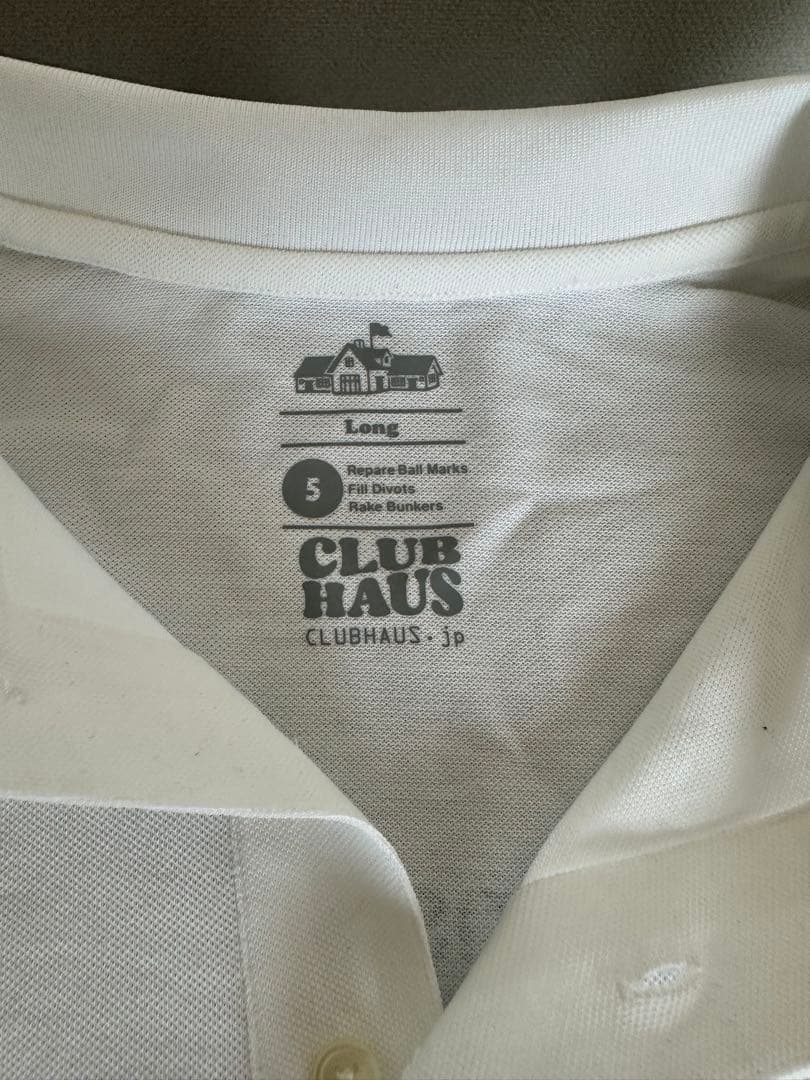 Long
5
Repare Ball Marks
Fill Divots
Rake Bunkers
CLUB
HAUS
CLUBHAUS.jp